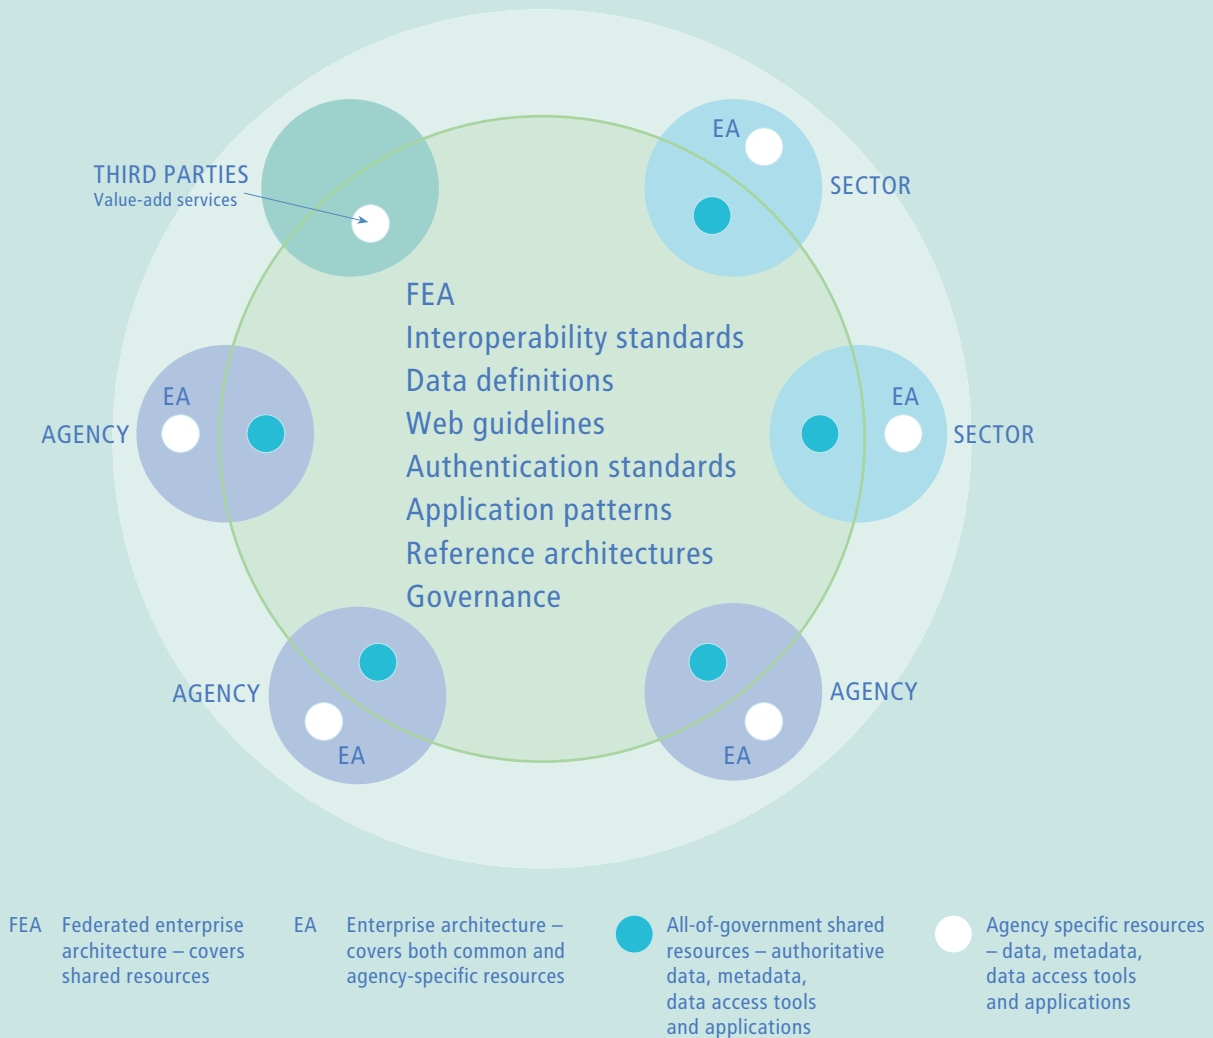 EA
THIRD PARTIES
Value-add services
SECTOR
FEA
Interoperability standards
Data definitions
Web guidelines
Authentication standards
Application patterns
Reference architectures
Governance
EA
AGENCY
EA
SECTOR
AGENCY
EA
AGENCY
EA
FEA
Federated enterprise
architecture – covers
shared resources
EA
Enterprise architecture –
covers both common and
agency-specific resources
All-of-government shared
resources – authoritative
data, metadata,
data access tools
and applications
Agency specific resources
– data, metadata,
data access tools
and applications